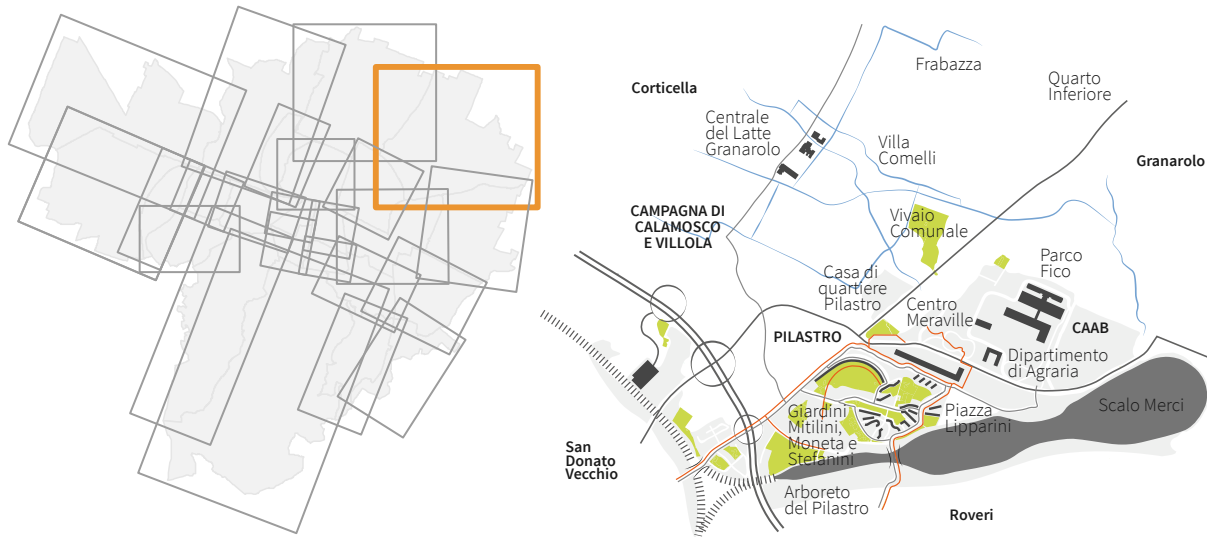 Frabazza
Quarto
Inferiore
Corticella
Centrale
del Latte
Granarolo
Villa
Comelli
Granarolo
CAMPAGNA DI
CALAMOSCO
E VILLOLA
Vivaio
Comunale
Parco
Fico
Casa di
quartiere
Pilastro
Centro
Meraville
PILASTRO
CAAB
Dipartimento
di Agraria
Scalo Merci
Giardini
Mitilini,
Moneta e
Stefanini
Piazza
Lipparini
San
Donato
Vecchio
Arboreto
del Pilastro
Roveri